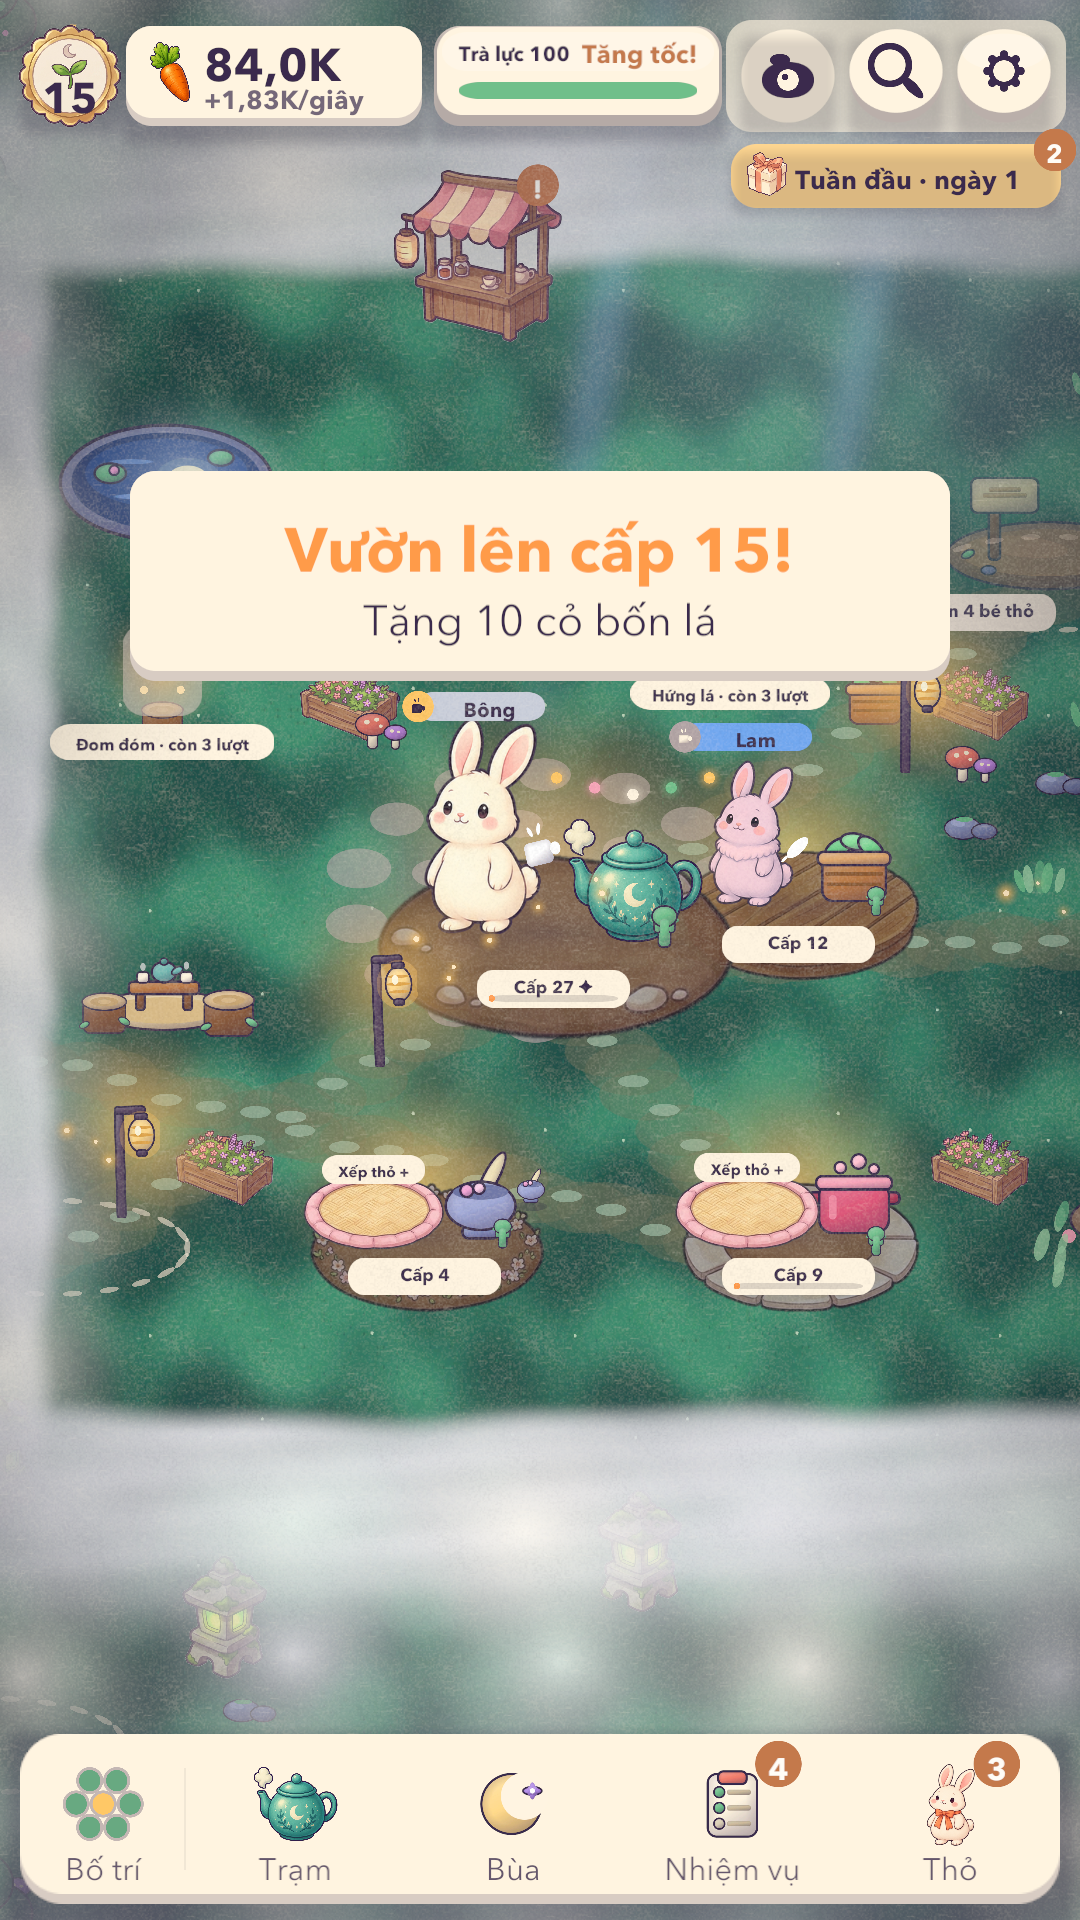 15
84,0K
+1,83K/giây
Trà lực 100 Tăng tốc!
2
Tuần đầu · ngày 1
!
Vườn lên cấp 15!
Tặng 10 cỏ bốn lá
n 4 bé thỏ
Hứng lá · còn 3 lượt
Bông
Lam
Đom đóm · còn 3 lượt
Cấp 12
Cấp 27
Xếp thỏ +
Xếp thỏ +
Cấp 4
Cấp 9
4
3
Bố trí
Trạm
Bùa
Nhiệm vụ
Thỏ